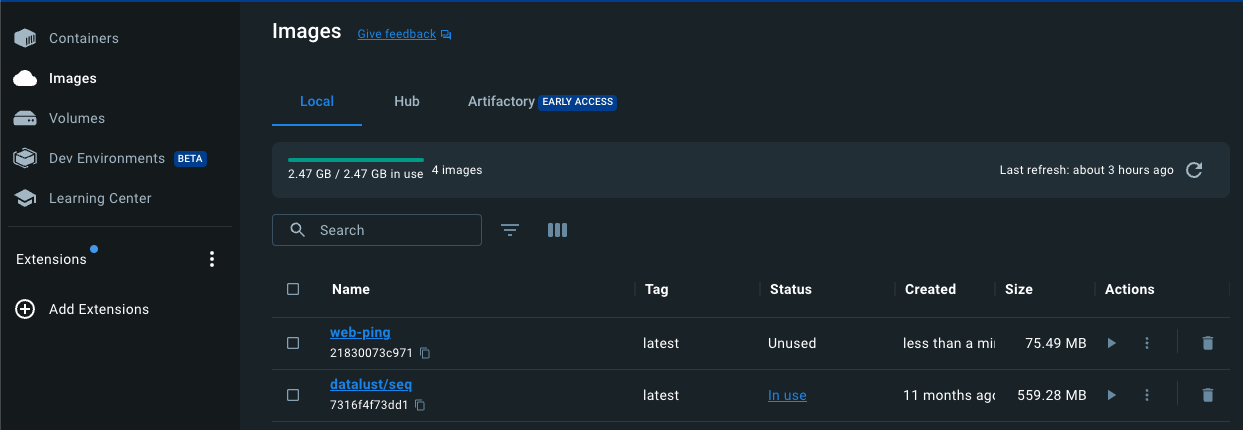 Containers
Images
Volumes
Dev Environments BETA
Learning Center
Extensions
Add Extensions
Images Give feedback
Local Hub Artifactory EARLY ACCESS
2.47 GB / 2.47 GB in use 4 images
Last refresh: about 3 hours ago
Search
Name Tag Status Created Size Actions
web-ping
21830073c971
latest Unused less than a mi 75.49 MB
datalust/seq
7316f4f73dd1
latest In use 11 months ago 559.28 MB